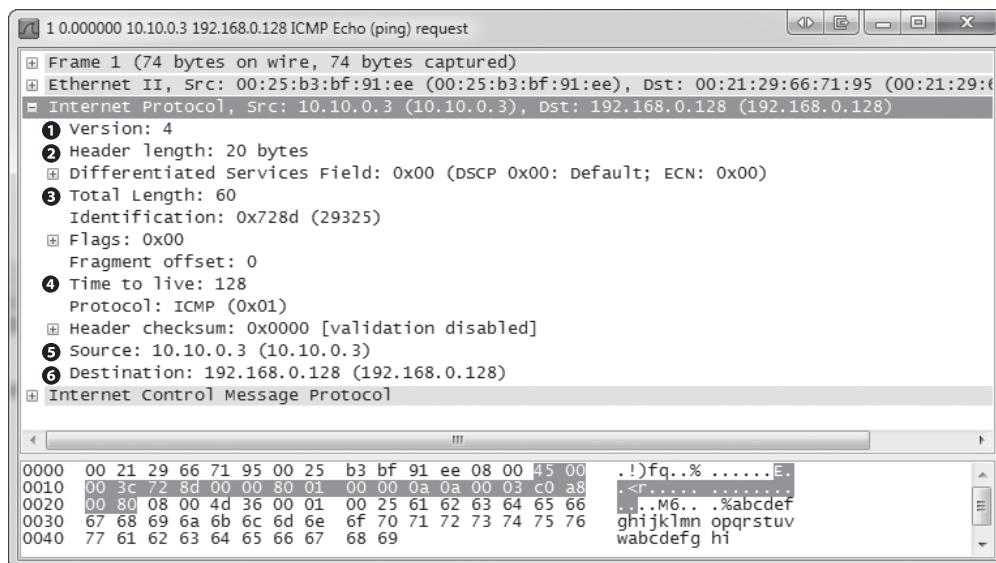 1 0.000000 10.10.0.3 192.168.0.128 ICMP Echo (ping) request
Frame 1 (74 bytes on wire, 74 bytes captured)
Ethernet II, Src: 00:25:b3:bf:91:ee (00:25:b3:bf:91:ee), Dst: 00:21:29:66:71:95 (00:21:29:6
Internet Protocol, Src: 10.10.0.3 (10.10.0.3), Dst: 192.168.0.128 (192.168.0.128)
❶ Version: 4
❷ Header length: 20 bytes
Differentiated Services Field: 0x00 (DSCP 0x00: Default; ECN: 0x00)
❸ Total Length: 60
Identification: 0x728d (29325)
Flags: 0x00
Fragment offset: 0
❹ Time to live: 128
Protocol: ICMP (0x01)
Header checksum: 0x0000 [validation disabled]
❺ Source: 10.10.0.3 (10.10.0.3)
❻ Destination: 192.168.0.128 (192.168.0.128)
Internet Control Message Protocol
0000 00 21 29 66 71 95 00 25 b3 bf 91 ee 08 00 45 00 .!)fq..% ......E.
0010 00 3c 72 8d 00 00 80 01 00 00 0a 0a 00 03 c0 a8 .<r..... ........
0020 00 80 08 00 4d 36 00 01 00 25 61 62 63 64 65 66 ....M6.. .%abcdef
0030 67 68 69 6a 6b 6c 6d 6e 6f 70 71 72 73 74 75 76 ghijklmn opqrstuv
0040 77 61 62 63 64 65 66 67 68 69 wabcdefg hi